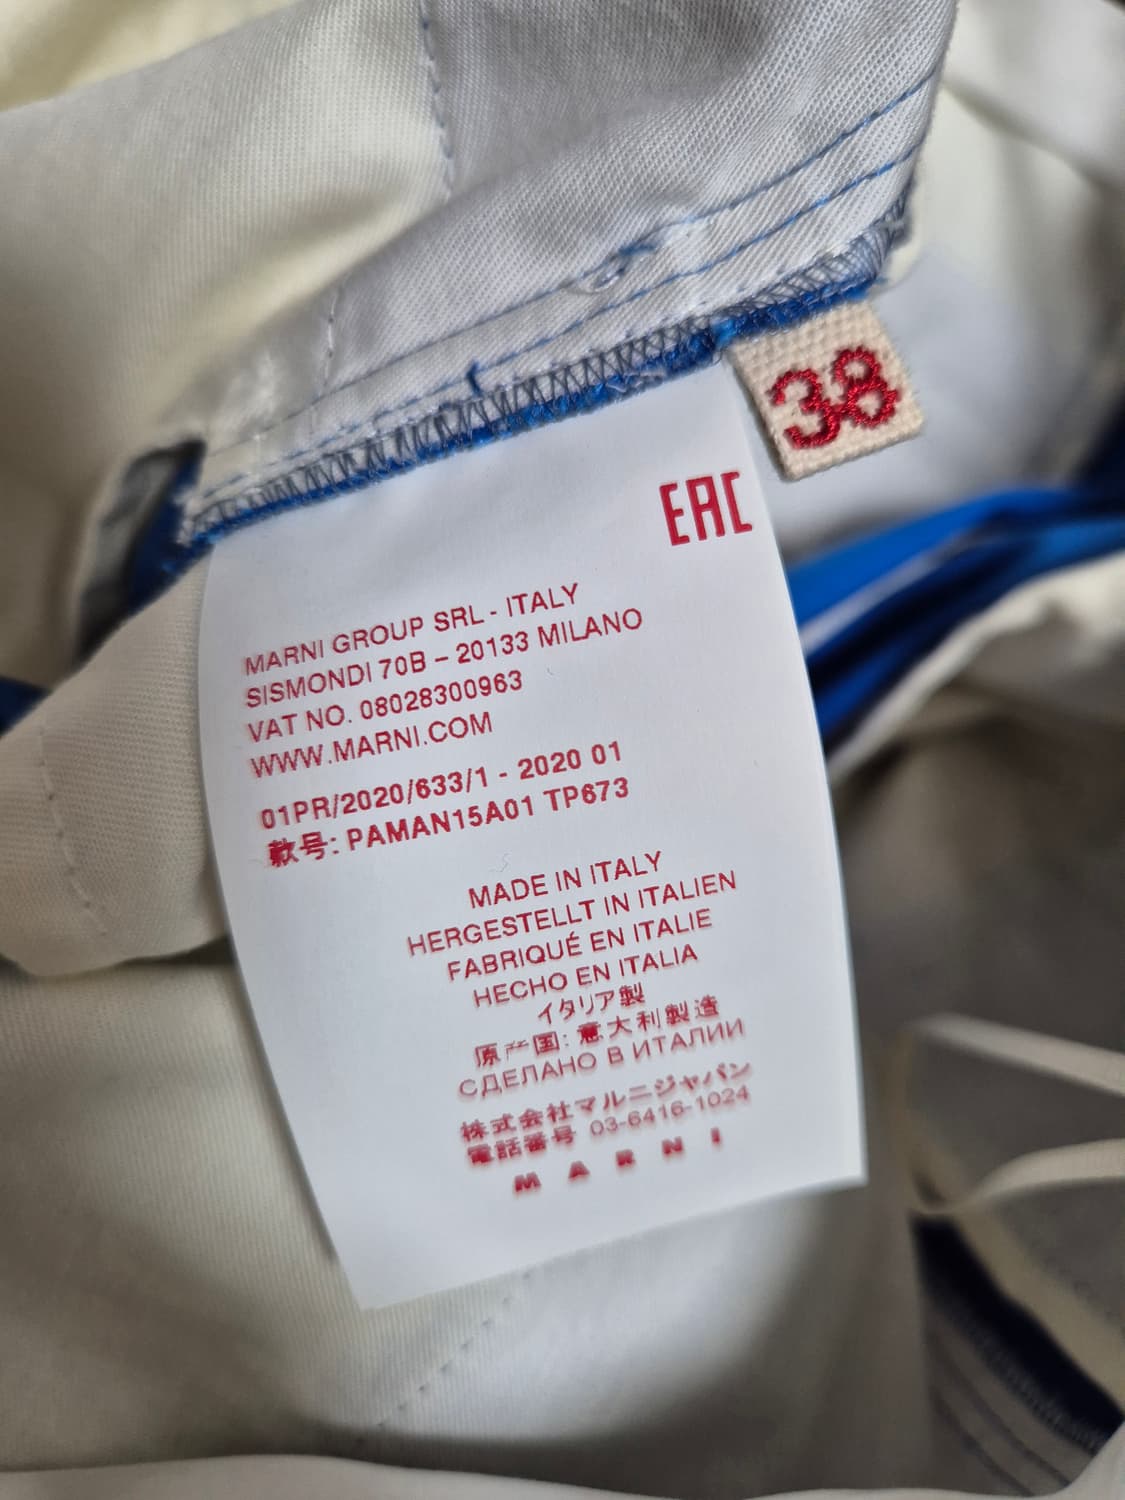 38
EAC
MARNI GROUP SRL - ITALY
SISMONDI 70B – 20133 MILANO
VAT NO. 08028300963
WWW.MARNI.COM
01PR/2020/633/1 - 2020 01
款号: PAMAN15A01 TP673
MADE IN ITALY
HERGESTELLT IN ITALIEN
FABRIQUÉ EN ITALIE
HECHO EN ITALIA
イタリア製
原产国: 意大利製造
СДЕЛАНО В ИТАЛИИ
株式会社マルニジャパン
電話番号 03-6416-1024
MARNI